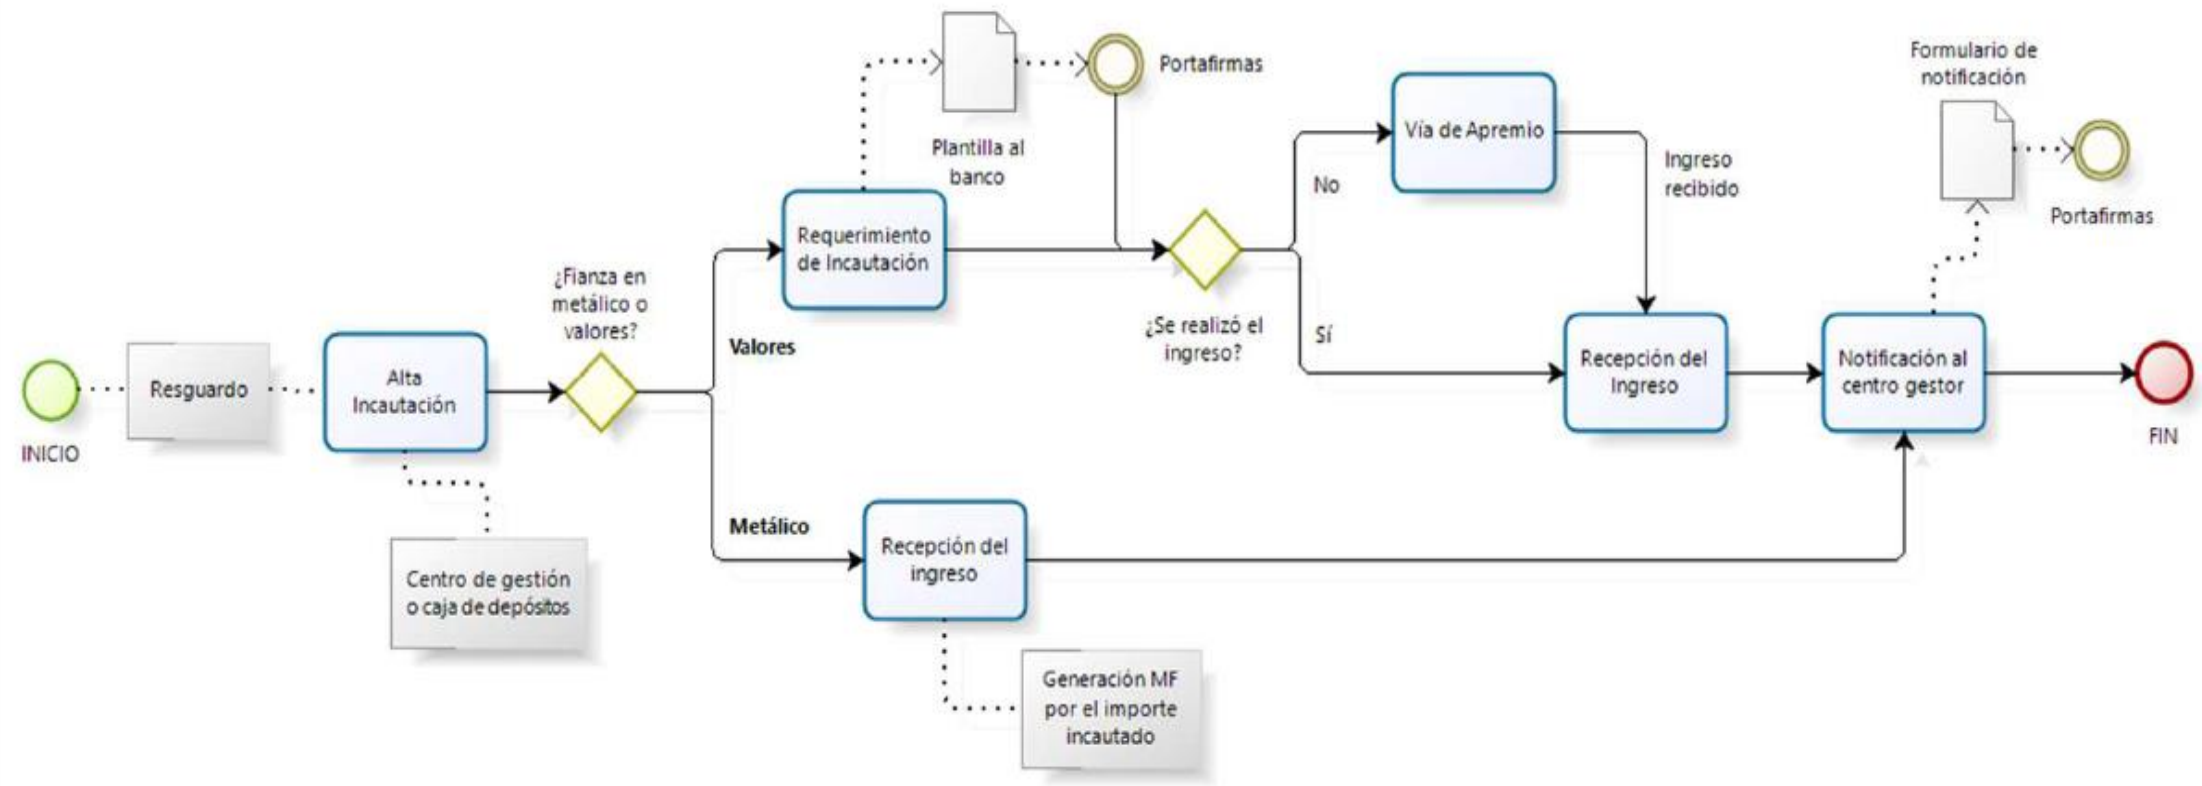 INICIO
Resguardo
Alta
Incautación
Centro de gestión
o caja de depósitos
¿Fianza en
metálico o
valores?
Valores
Metálico
Requerimiento
de Incautación
Plantilla al
banco
Portafirmas
¿Se realizó el
ingreso?
No
Sí
Vía de Apremio
Ingreso
recibido
Recepción del
Ingreso
Recepción del
ingreso
Generación MF
por el importe
incautado
Notificación al
centro gestor
Formulario de
notificación
Portafirmas
FIN